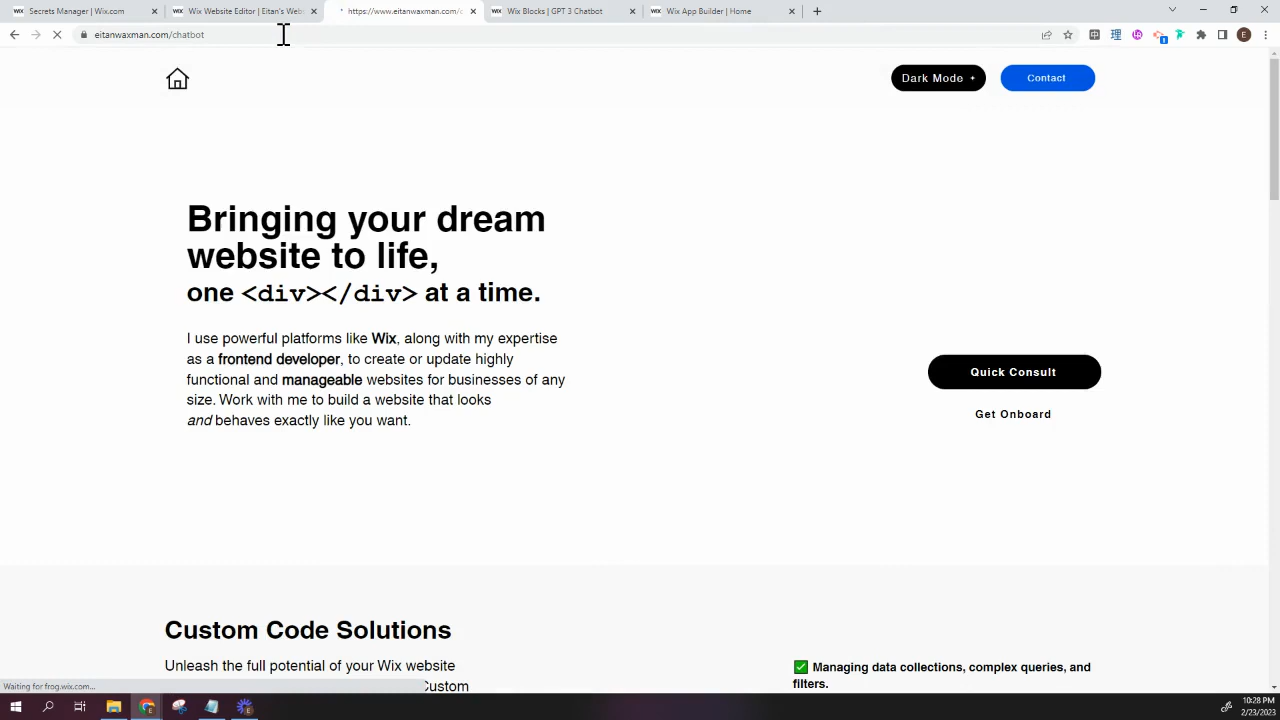 WiX Secrets Manager | Wix.com
WiX Wix Website Editor | Eitan's Webs
https://www.eitanwaxman.com/c
WiX Wix Blocks | GPT 3 Chatbot
WiX Wix App Builder | Home
eitanwaxman.com/chatbot
E
Dark Mode
Contact
Bringing your dream
website to life,
one <div></div> at a time.
I use powerful platforms like Wix, along with my expertise
as a frontend developer, to create or update highly
functional and manageable websites for businesses of any
size. Work with me to build a website that looks
and behaves exactly like you want.
Quick Consult
Get Onboard
Custom Code Solutions
Unleash the full potential of your Wix website
Custom
✅ Managing data collections, complex queries, and
filters.
Waiting for frog.wix.com...
10:28 PM
2/23/2023